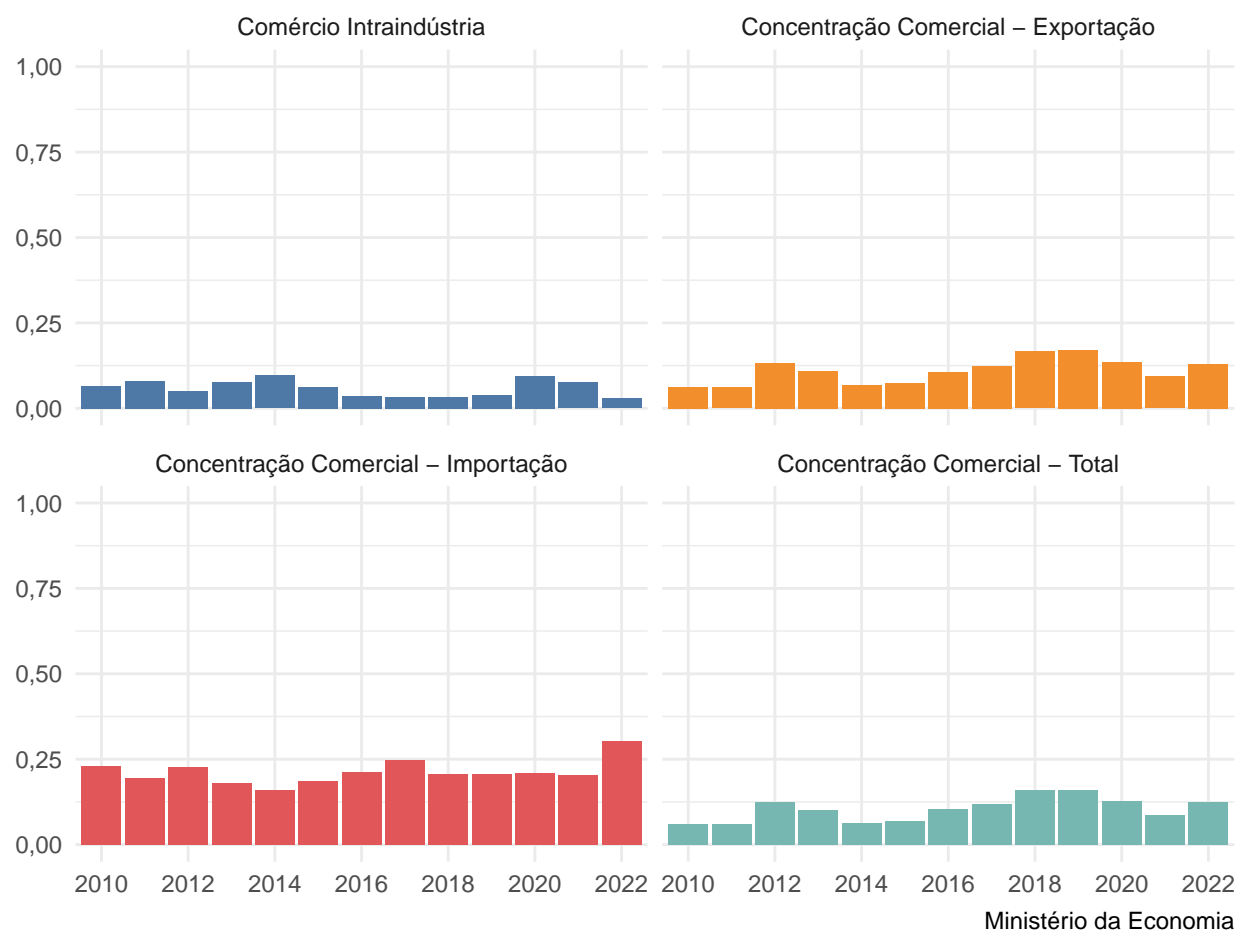 Comércio Intraindústria
Concentração Comercial – Exportação
1,00
0,75
0,50
0,25
0,00
Concentração Comercial – Importação
Concentração Comercial – Total
1,00
0,75
0,50
0,25
0,00
2010 2012 2014 2016 2018 2020 2022
2010 2012 2014 2016 2018 2020 2022
Ministério da Economia